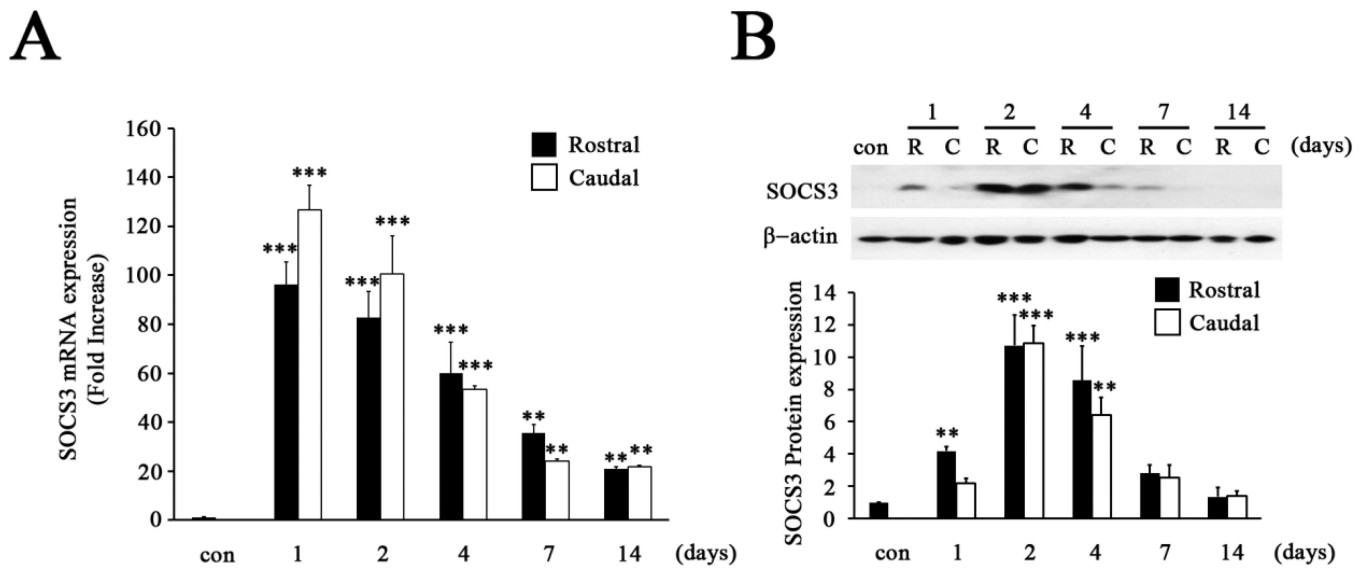 A
160
140
120
100
80
60
40
20
0
SOCS3 mRNA expression
(Fold Increase)
Rostral
Caudal
***
***
***
***
***
***
**
**
**
**
con 1 2 4 7 14 (days)
B
1 2 4 7 14
con R C R C R C R C R C (days)
SOCS3
β–actin
14
12
10
8
6
4
2
0
SOCS3 Protein expression
Rostral
Caudal
**
***
***
***
**
con 1 2 4 7 14 (days)